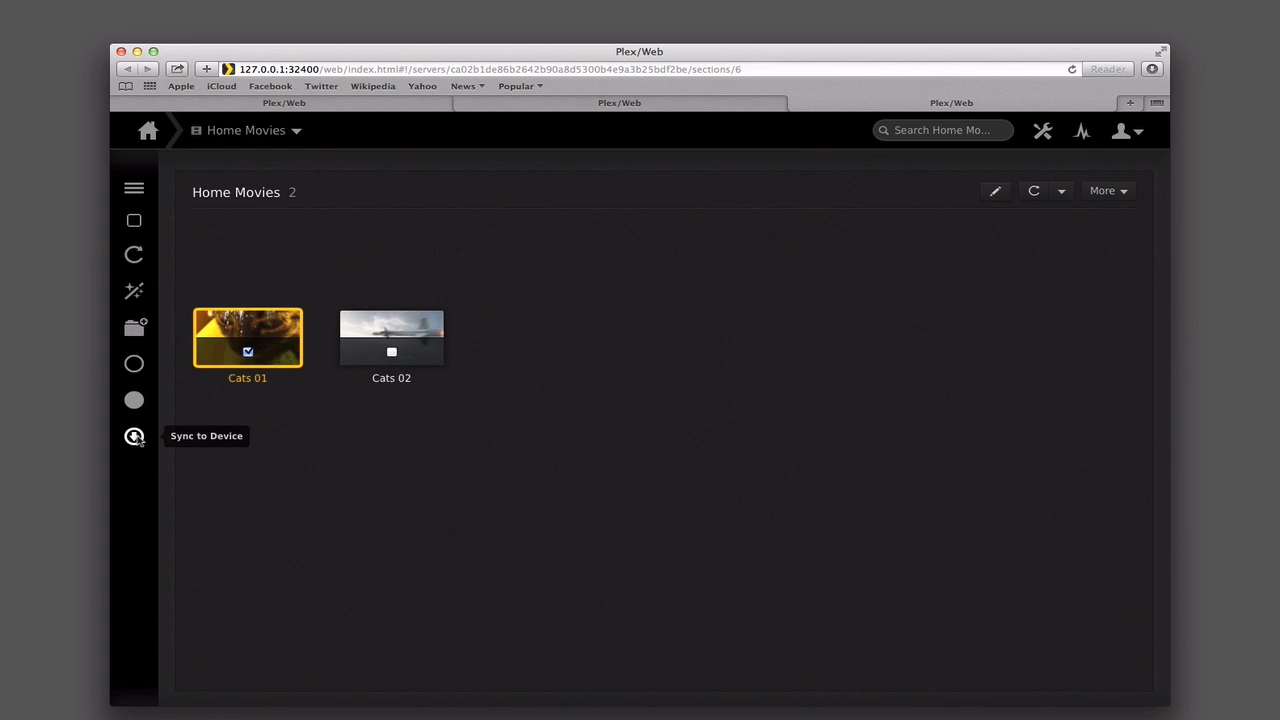 Plex/Web
127.0.0.1:32400/web/index.html#!/servers/ca02b1de86b2642b90a8d5300b4e9a3b25bdf2be/sections/6
Reader
Apple iCloud Facebook Twitter Wikipedia Yahoo News Popular
Plex/Web Plex/Web Plex/Web
Home Movies
Search Home Mo...
Home Movies 2
More
Cats 01 Cats 02
Sync to Device